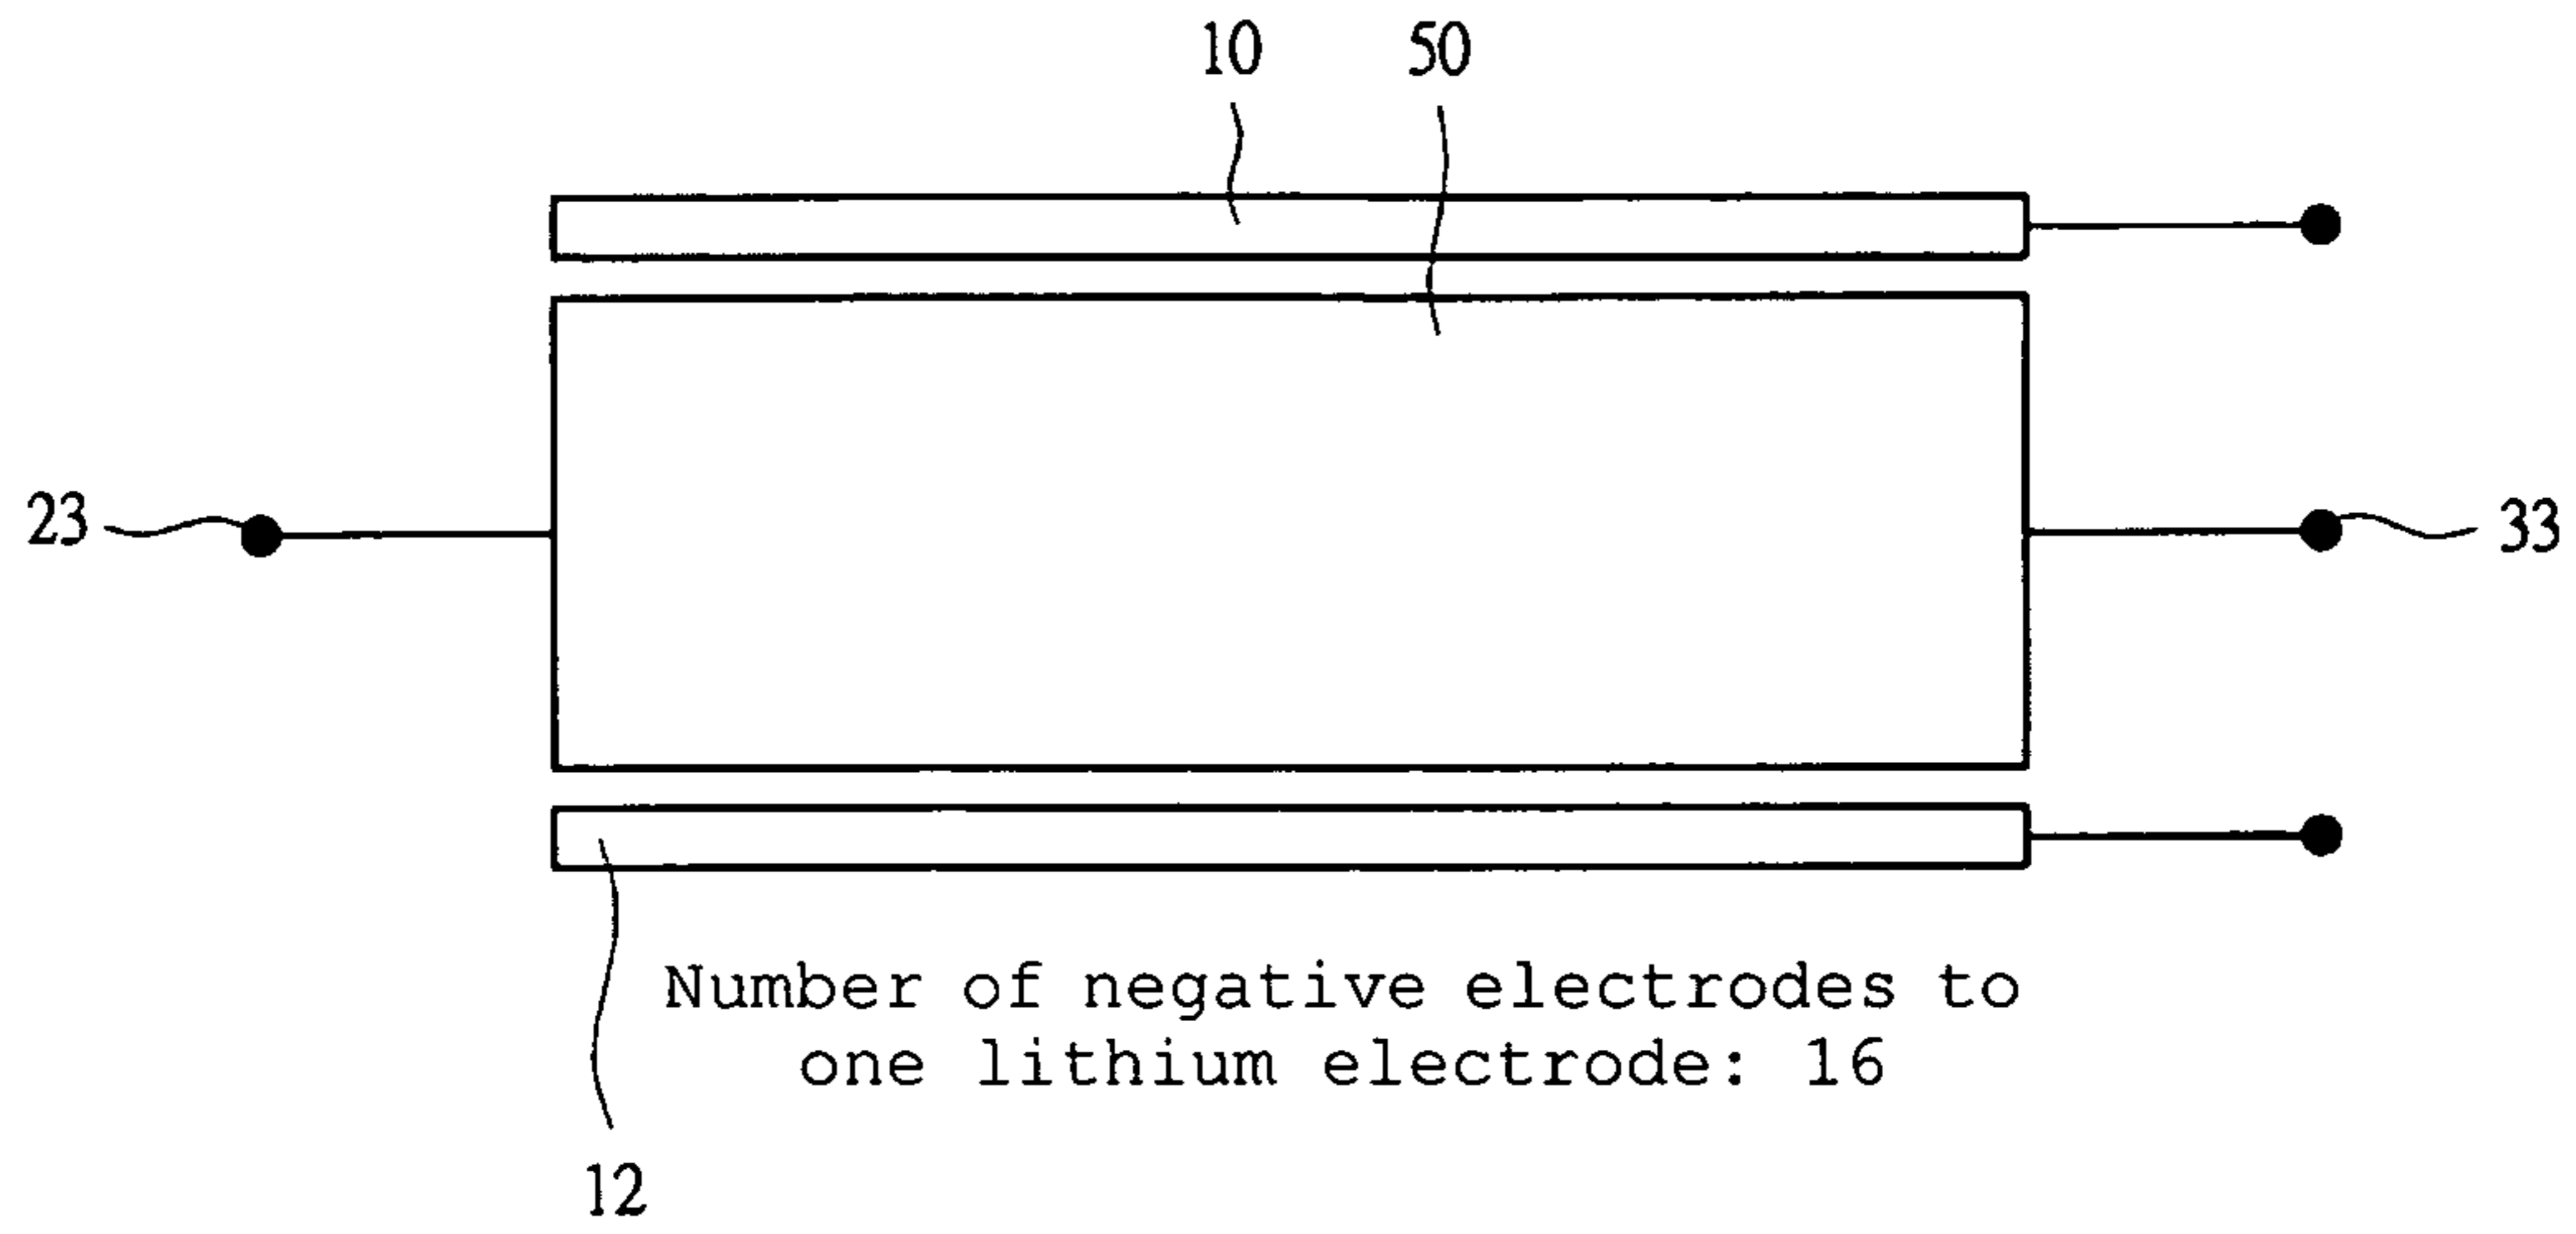 10 50
23
33
Number of negative electrodes to
one lithium electrode: 16
12